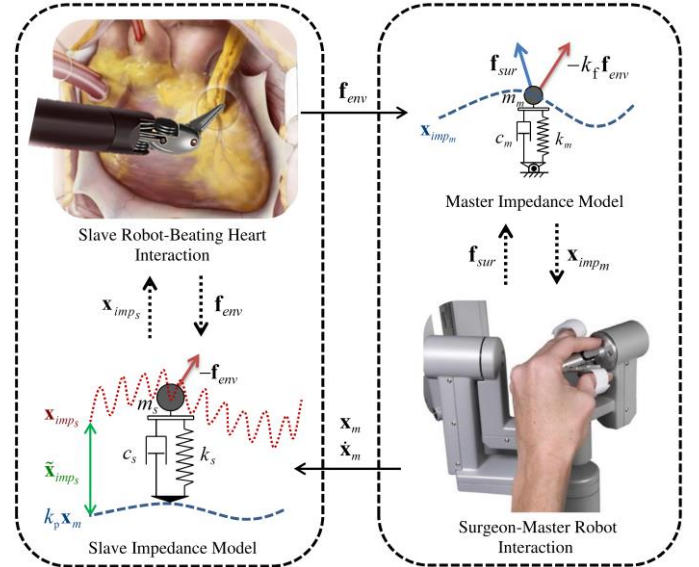 f_env
f_sur
–k_f f_env
m_m
x_imp_m
c_m
k_m
Slave Robot-Beating Heart
Interaction
Master Impedance Model
x_imp_s
f_env
f_sur
x_imp_m
–f_env
x_imp_s
m_s
x̃_imp_s
c_s
k_s
x_m
ẋ_m
k_p x_m
Slave Impedance Model
Surgeon-Master Robot
Interaction